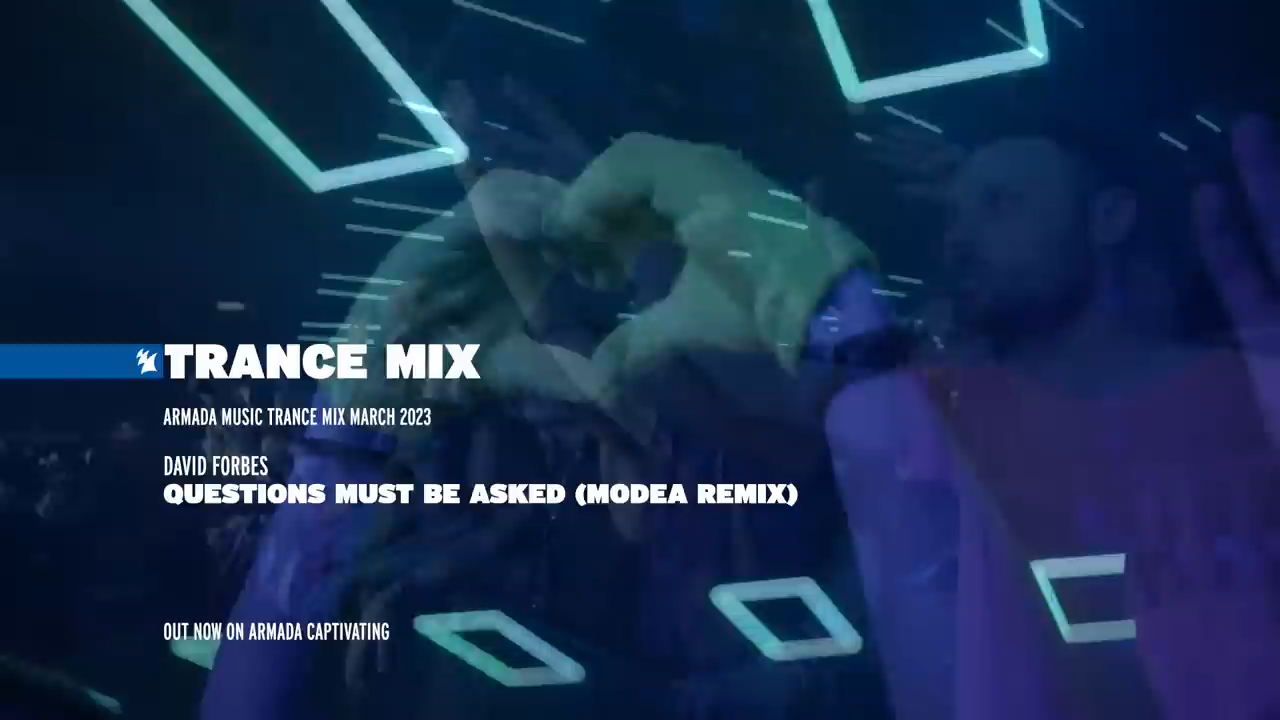 TRANCE MIX
ARMADA MUSIC TRANCE MIX MARCH 2023
DAVID FORBES
QUESTIONS MUST BE ASKED (MODEA REMIX)
OUT NOW ON ARMADA CAPTIVATING